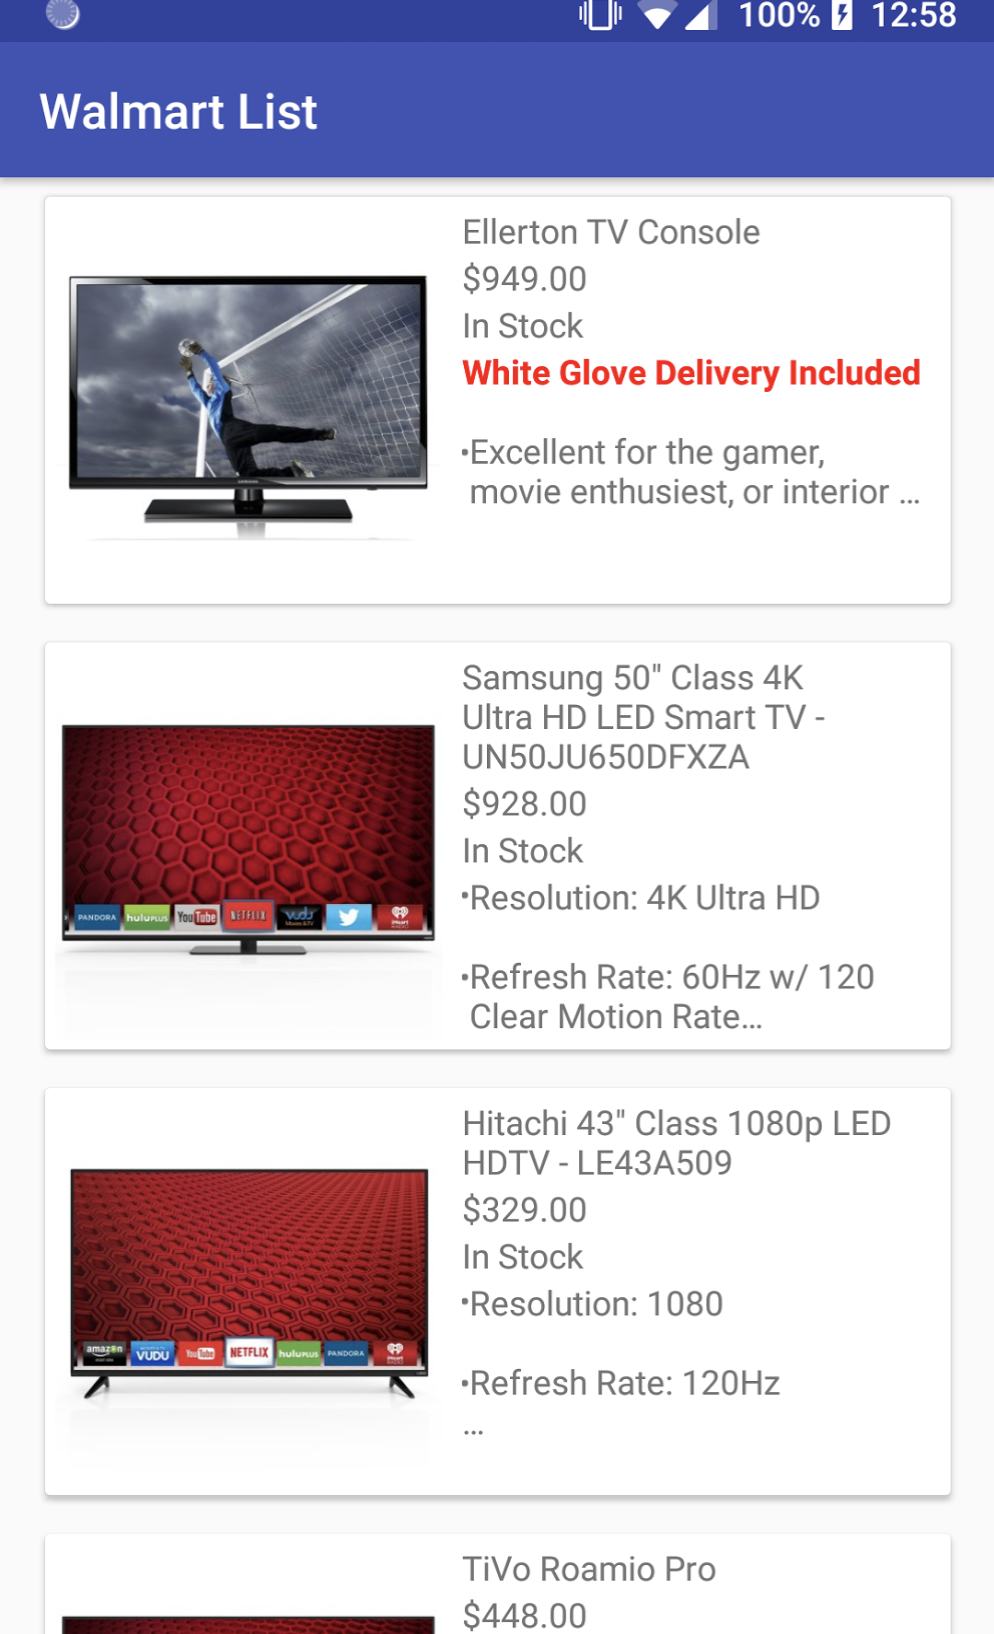 100% 12:58
Walmart List
Ellerton TV Console
$949.00
In Stock
White Glove Delivery Included
•Excellent for the gamer,
movie enthusiest, or interior ...
Samsung 50" Class 4K
Ultra HD LED Smart TV -
UN50JU650DFXZA
$928.00
In Stock
•Resolution: 4K Ultra HD
PANDORA huluPLUS YouTube NETFLIX VUDU iHeart
•Refresh Rate: 60Hz w/ 120
Clear Motion Rate...
Hitachi 43" Class 1080p LED
HDTV - LE43A509
$329.00
In Stock
•Resolution: 1080
amazon VUDU YouTube NETFLIX huluPLUS PANDORA
•Refresh Rate: 120Hz
...
TiVo Roamio Pro
$448.00